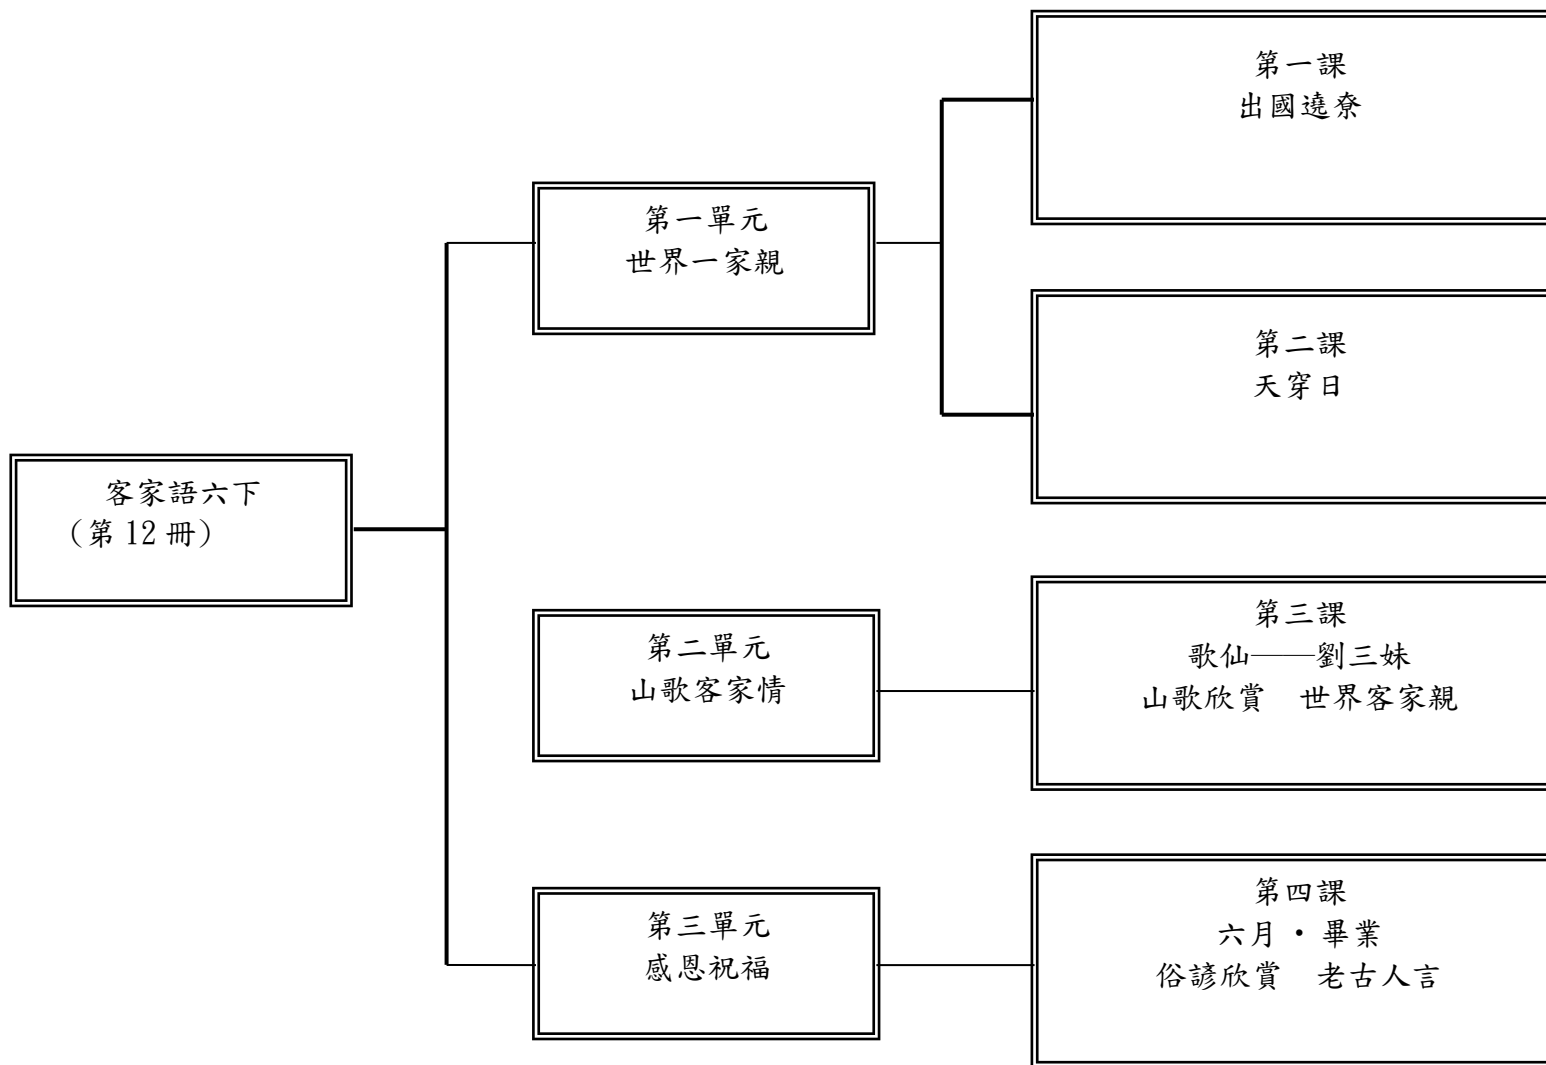 客家語六下
（第 12 冊）
第一單元
世界一家親
第一課
出國遶尞
第二課
天穿日
第二單元
山歌客家情
第三課
歌仙──劉三妹
山歌欣賞　世界客家親
第三單元
感恩祝福
第四課
六月・畢業
俗諺欣賞　老古人言